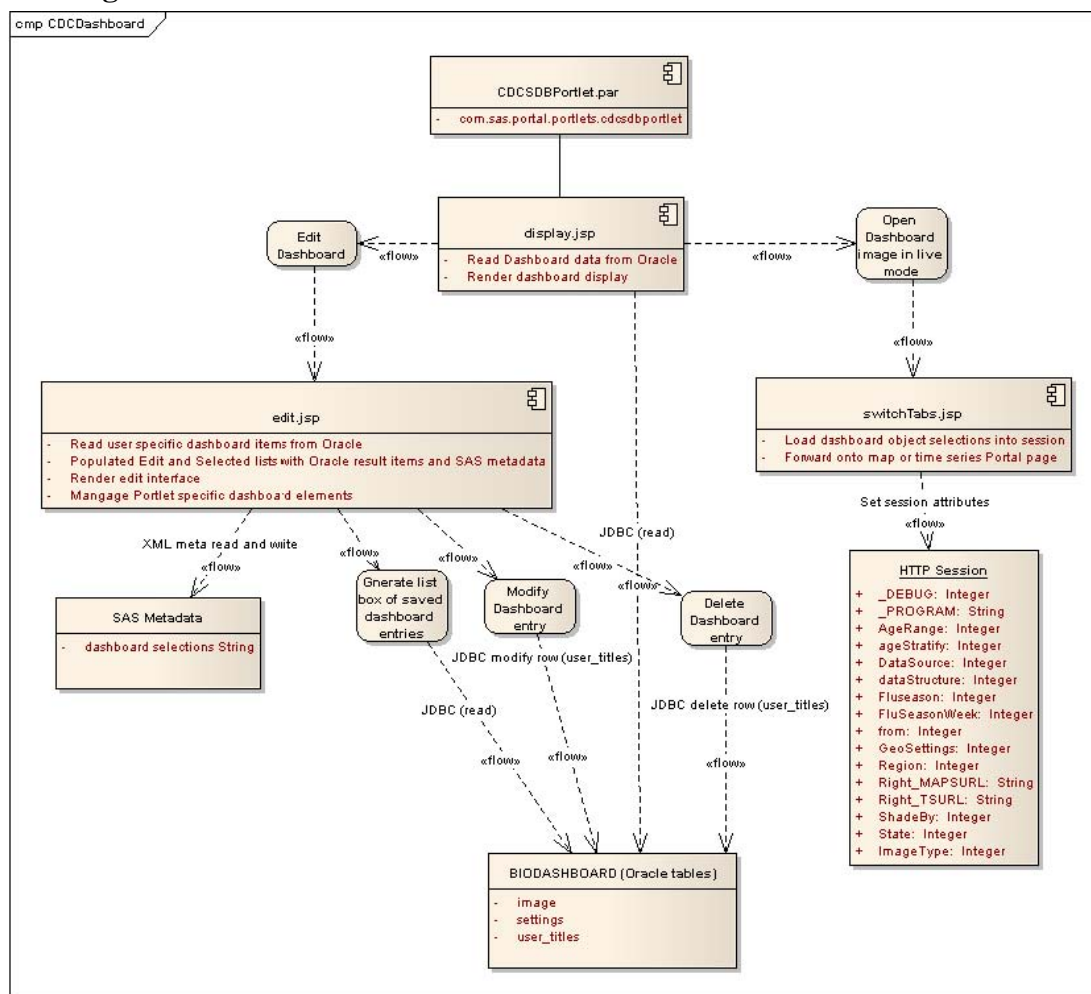 cmp CDCDashboard
CDCSDBPortlet.par
- com.sas.portal.portlets.cdcsdbportlet
Edit
Dashboard
«flow»
display.jsp
- Read Dashboard data from Oracle
- Render dashboard display
«flow»
Open
Dashboard
image in live
mode
«flow»
«flow»
edit.jsp
- Read user specific dashboard items from Oracle
- Populated Edit and Selected lists with Oracle result items and SAS metadata
- Render edit interface
- Mangage Portlet specific dashboard elements
switchTabs.jsp
- Load dashboard object selections into session
- Forward onto map or time series Portal page
Set session attributes
«flow»
XML meta read and write
«flow»
«flow»
«flow»
«flow»
JDBC (read)
«flow»
SAS Metadata
- dashboard selections String
Gnerate list
box of saved
dashboard
entries
Modify
Dashboard
entry
Delete
Dashboard
entry
JDBC (read)
«flow»
JDBC modify row (user_titles)
«flow»
JDBC delete row (user_titles)
«flow»
HTTP Session
+ _DEBUG: Integer
+ _PROGRAM: String
+ AgeRange: Integer
+ ageStratify: Integer
+ DataSource: Integer
+ dataStructure: Integer
+ Fluseason: Integer
+ FluSeasonWeek: Integer
+ from: Integer
+ GeoSettings: Integer
+ Region: Integer
+ Right_MAPSURL: String
+ Right_TSURL: String
+ ShadeBy: Integer
+ State: Integer
+ ImageType: Integer
BIODASHBOARD (Oracle tables)
- image
- settings
- user_titles